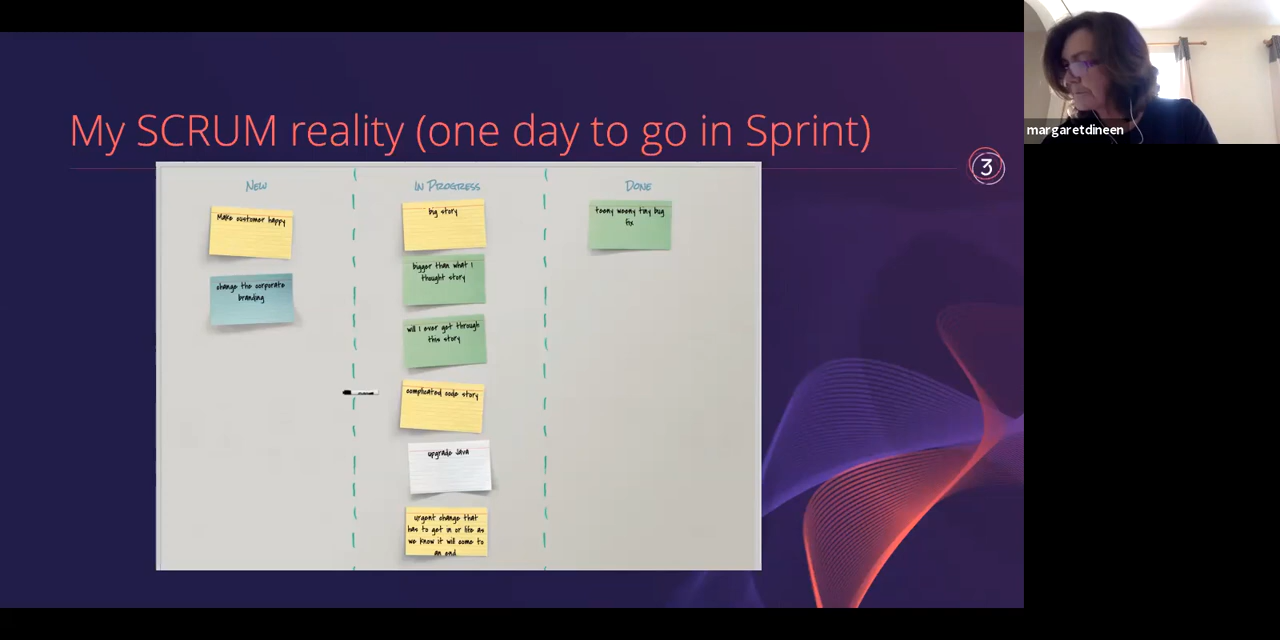 My SCRUM reality (one day to go in Sprint)
3
New
In Progress
Done
Make customer happy
change the corporate
branding
big story
bigger than what I
thought story
will I ever get through
this story
complicated code story
upgrade Java
urgent change that
has to get in or life as
we know it will come to
an end
teeny weeny tiny bug
fix
margaretdineen